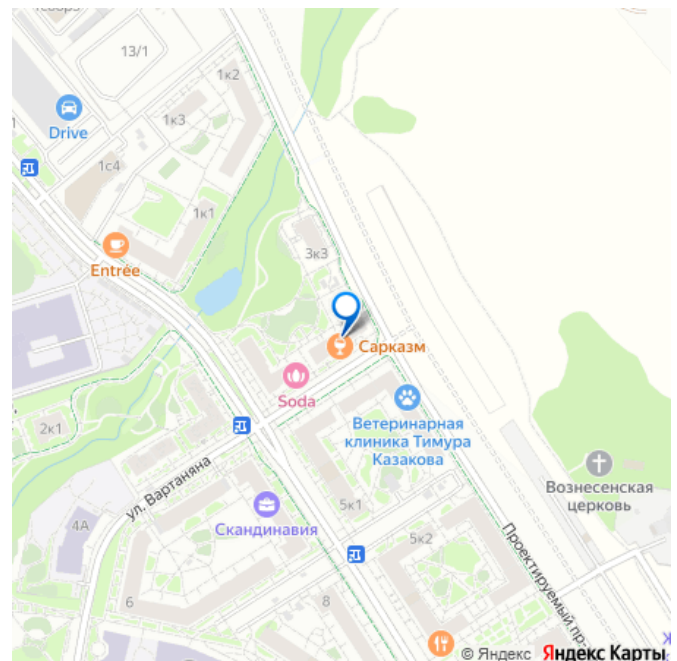 13/1
1к2
1к3
Drive
1с4
1к1
Entrée
3к3
Сарказм
Soda
Ветеринарная
клиника Тимура
Казакова
2к1
ул. Вартаняна
Вознесенская
церковь
4А
Скандинавия
5к1
5к2
Проектируемый пр-
6
8
© Яндекс Яндекс Карты